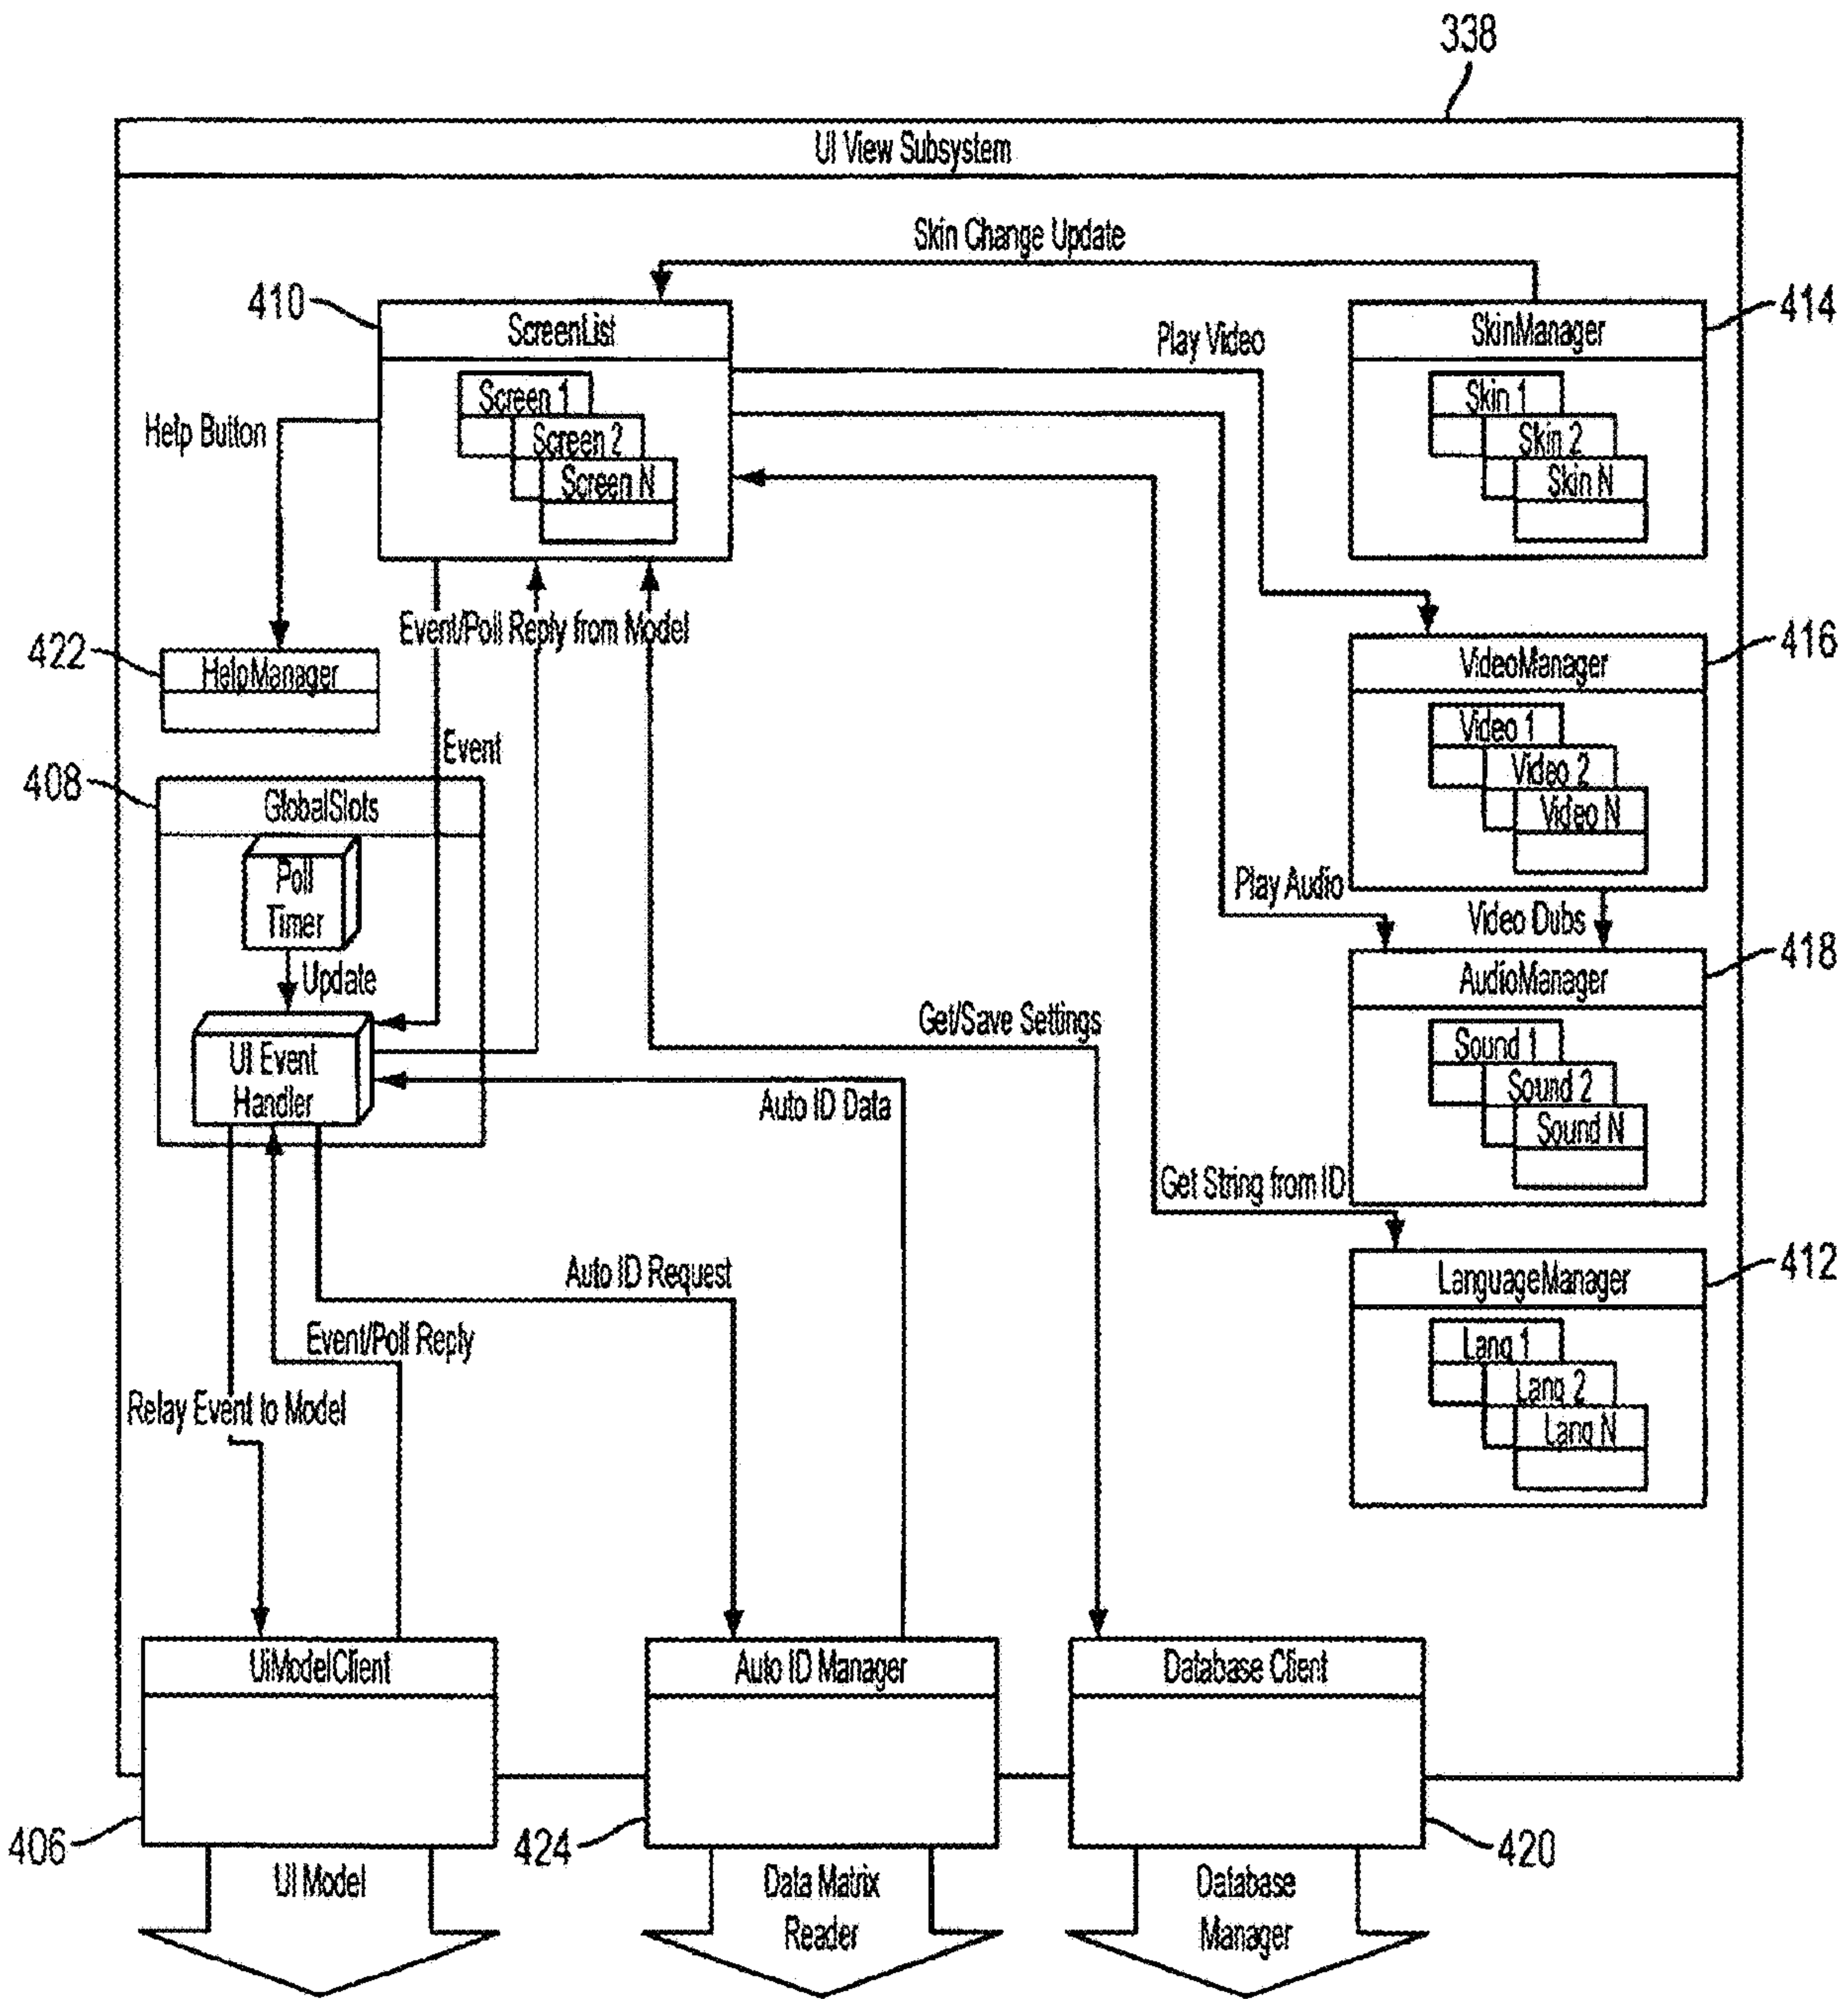 338
UI View Subsystem
Skin Change Update
410
ScreenList
Screen 1
Screen 2
Screen N
414
SkinManager
Skin 1
Skin 2
Skin N
Play Video
Help Button
Event/Poll Reply from Model
422
HelpManager
416
VideoManager
Video 1
Video 2
Video N
Event
408
GlobalSlots
Poll
Timer
Update
UI Event
Handler
Play Audio
Video Dubs
418
AudioManager
Sound 1
Sound 2
Sound N
Get/Save Settings
Auto ID Data
Get String from ID
412
LanguageManager
Lang 1
Lang 2
Lang N
Auto ID Request
Event/Poll Reply
Relay Event to Model
UiModelClient
Auto ID Manager
Database Client
406
424
420
UI Model
Data Matrix
Reader
Database
Manager